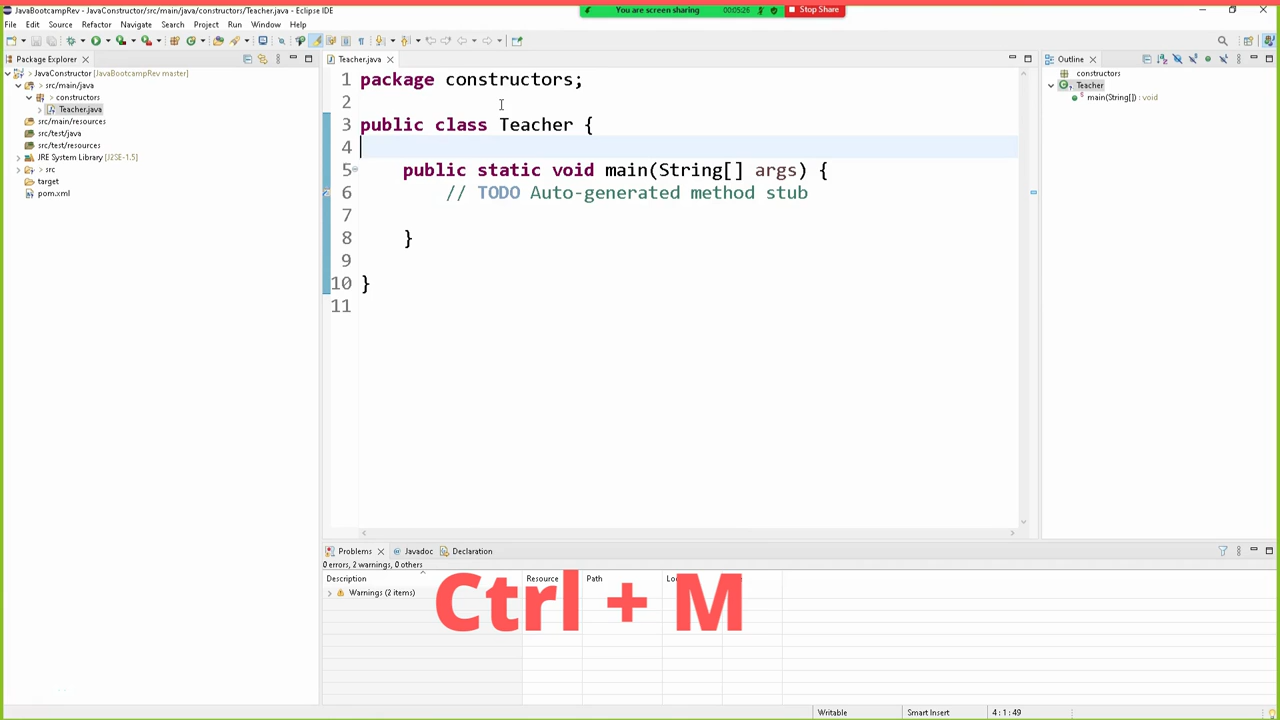 JavaBootcampRev - JavaConstructor/src/main/java/constructors/Teacher.java - Eclipse IDE
You are screen sharing 00:05:26 Stop Share
File Edit Source Refactor Navigate Search Project Run Window Help
Package Explorer
JavaConstructor [JavaBootcampRev master]
src/main/java
constructors
Teacher.java
src/main/resources
src/test/java
src/test/resources
JRE System Library [J2SE-1.5]
src
target
pom.xml
Teacher.java
1 package constructors;
2
3 public class Teacher {
4
5 public static void main(String[] args) {
6 // TODO Auto-generated method stub
7
8 }
9
10 }
11
Outline
constructors
Teacher
main(String[]) : void
Problems Javadoc Declaration
0 errors, 2 warnings, 0 others
Description Resource Path
Warnings (2 items)
Ctrl + M
Writable Smart Insert 4 : 1 : 49